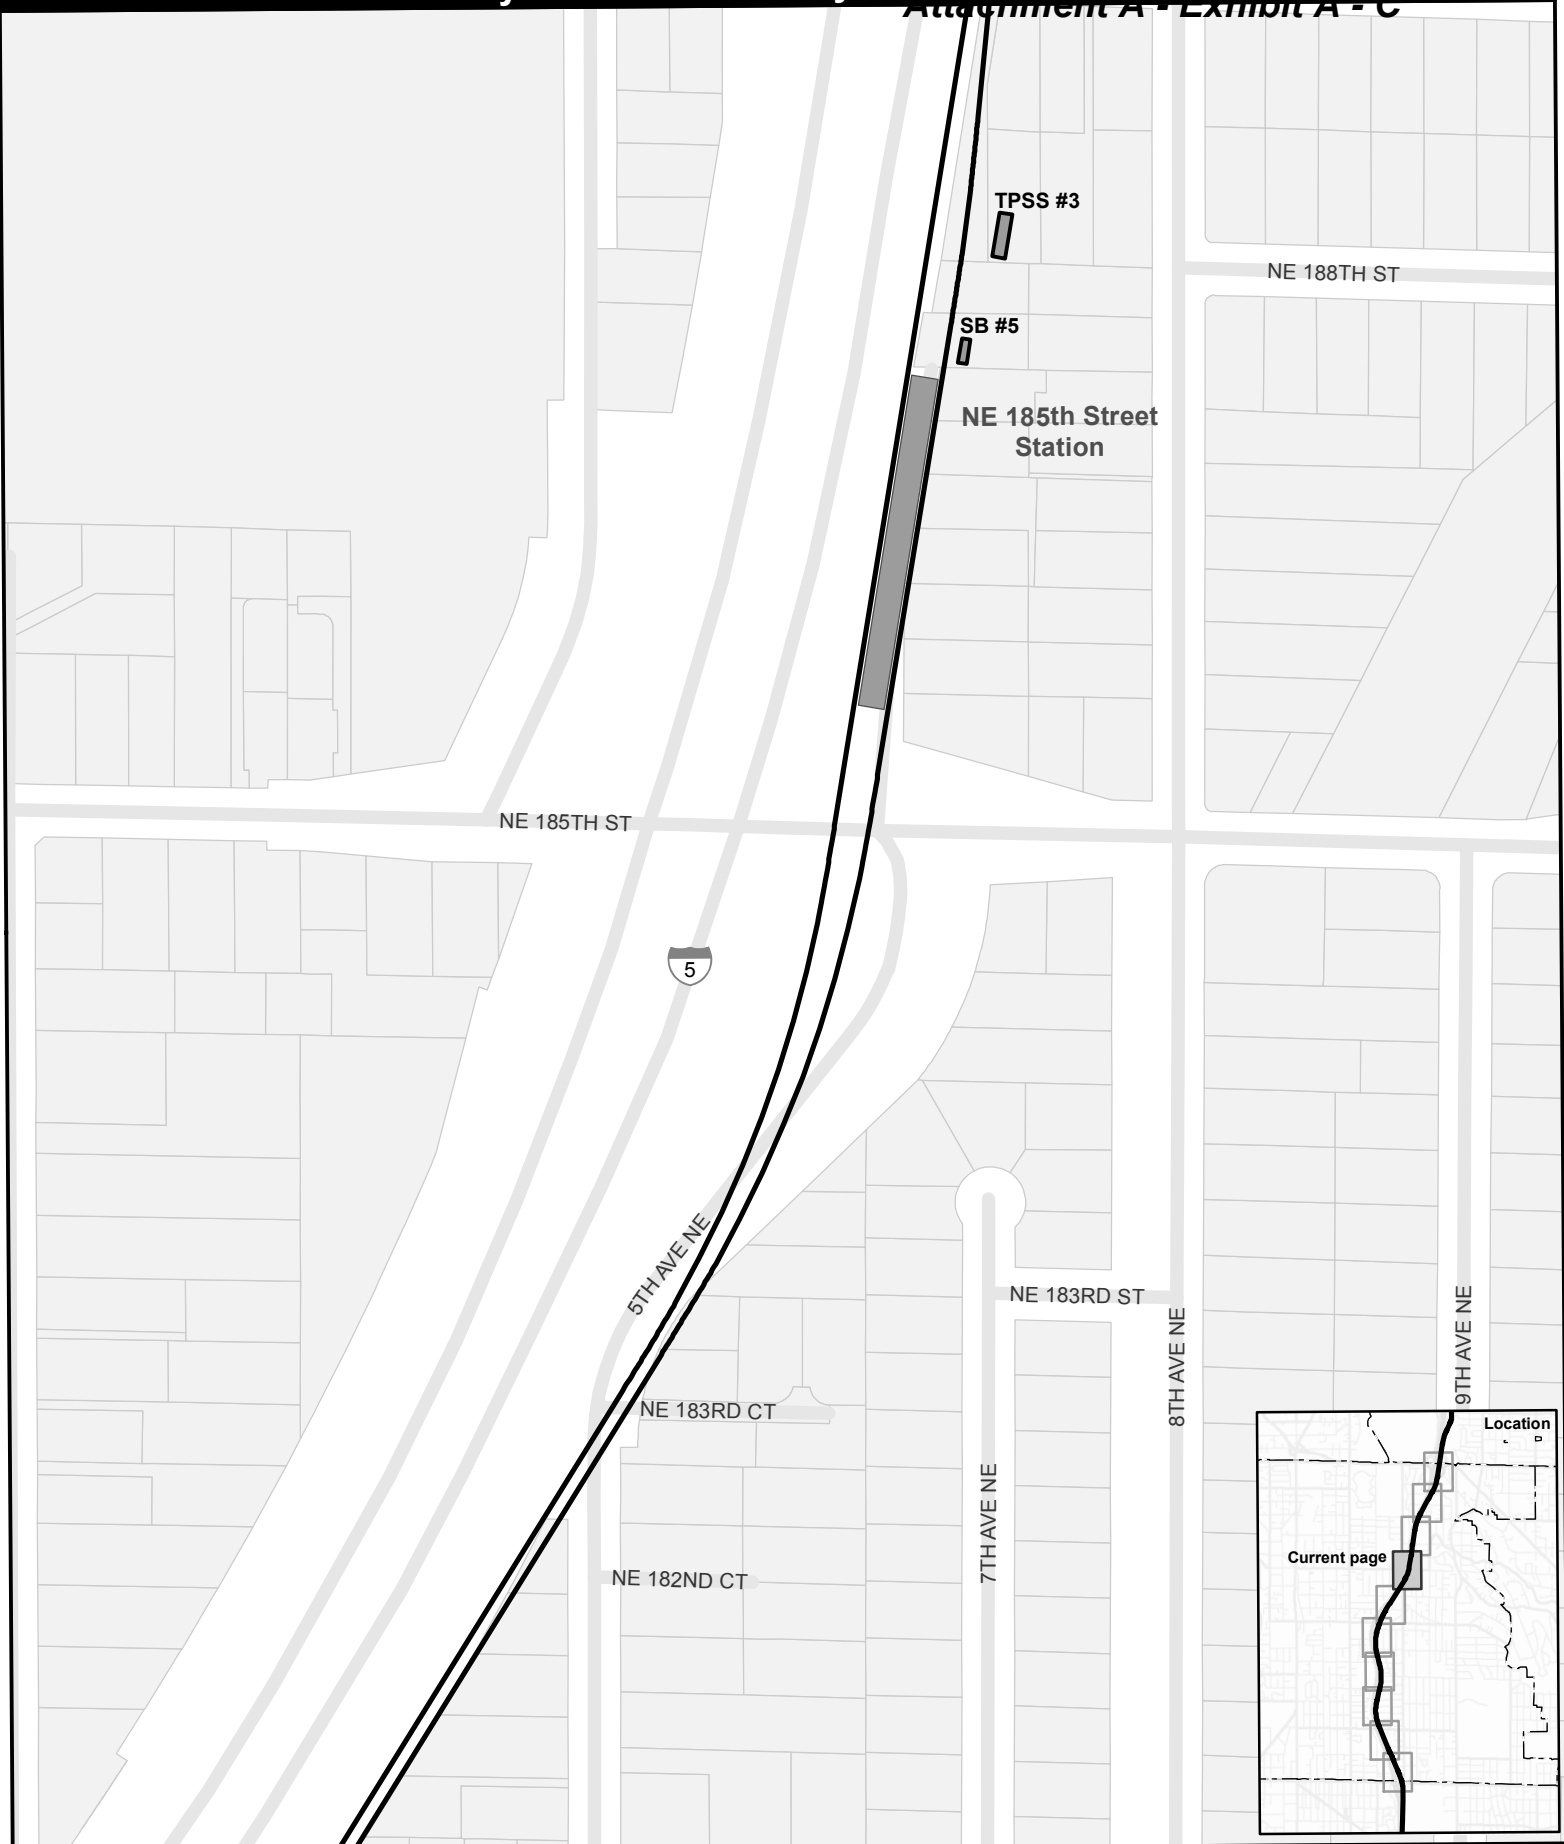 Attachment A - Exhibit A - C
TPSS #3
NE 188TH ST
SB #5
NE 185th Street
Station
NE 185TH ST
5
5TH AVE NE
NE 183RD ST
8TH AVE NE
9TH AVE NE
NE 183RD CT
7TH AVE NE
NE 182ND CT
Location
Current page